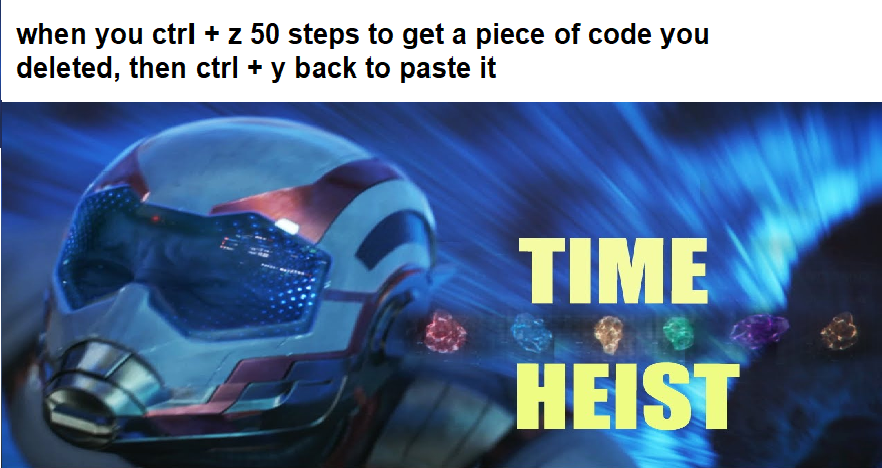 when you ctrl + z 50 steps to get a piece of code you
deleted, then ctrl + y back to paste it
TIME
HEIST